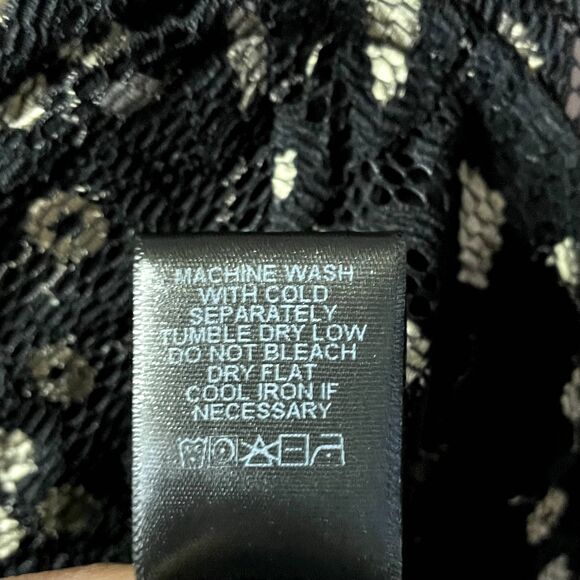 MACHINE WASH
WITH COLD
SEPARATELY
TUMBLE DRY LOW
DO NOT BLEACH
DRY FLAT
COOL IRON IF
NECESSARY